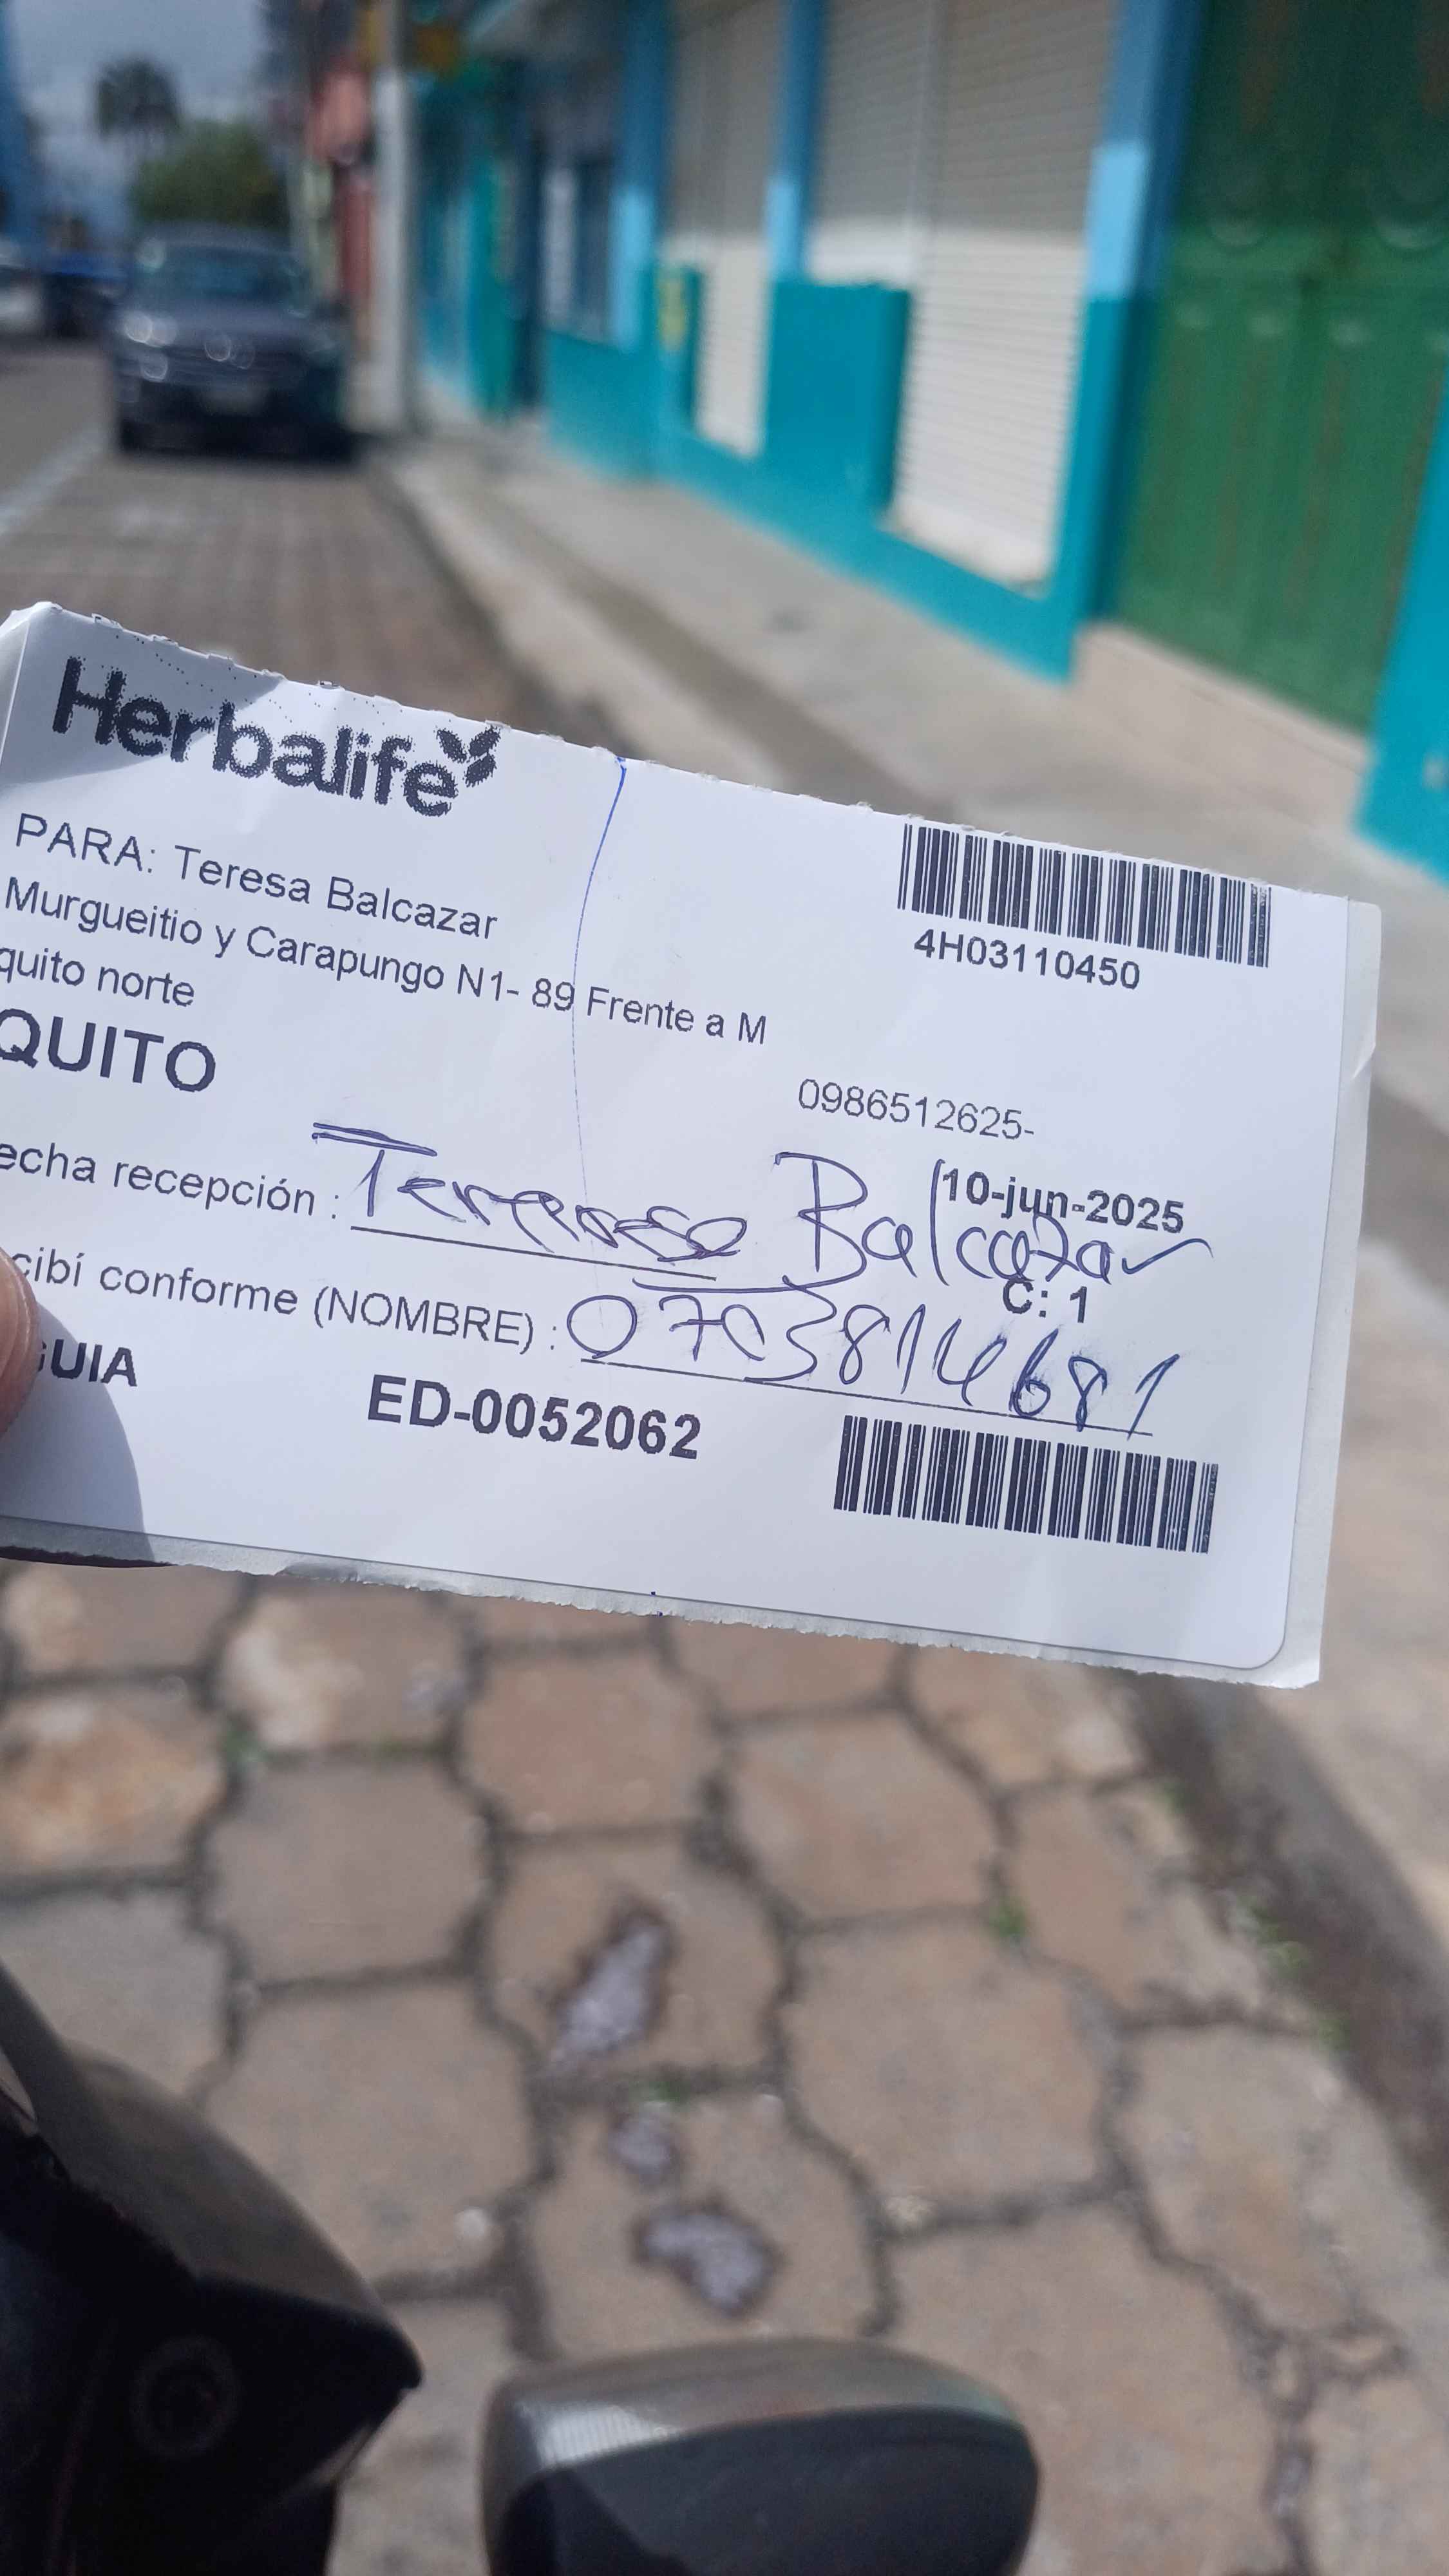 Herbalife
4H03110450
PARA: Teresa Balcazar
Murgueitio y Carapungo N1- 89 Frente a M
quito norte
QUITO
0986512625-
10-jun-2025
echa recepción : Balcazar
C: 1
cibí conforme (NOMBRE) : 0703814681
GUIA
ED-0052062